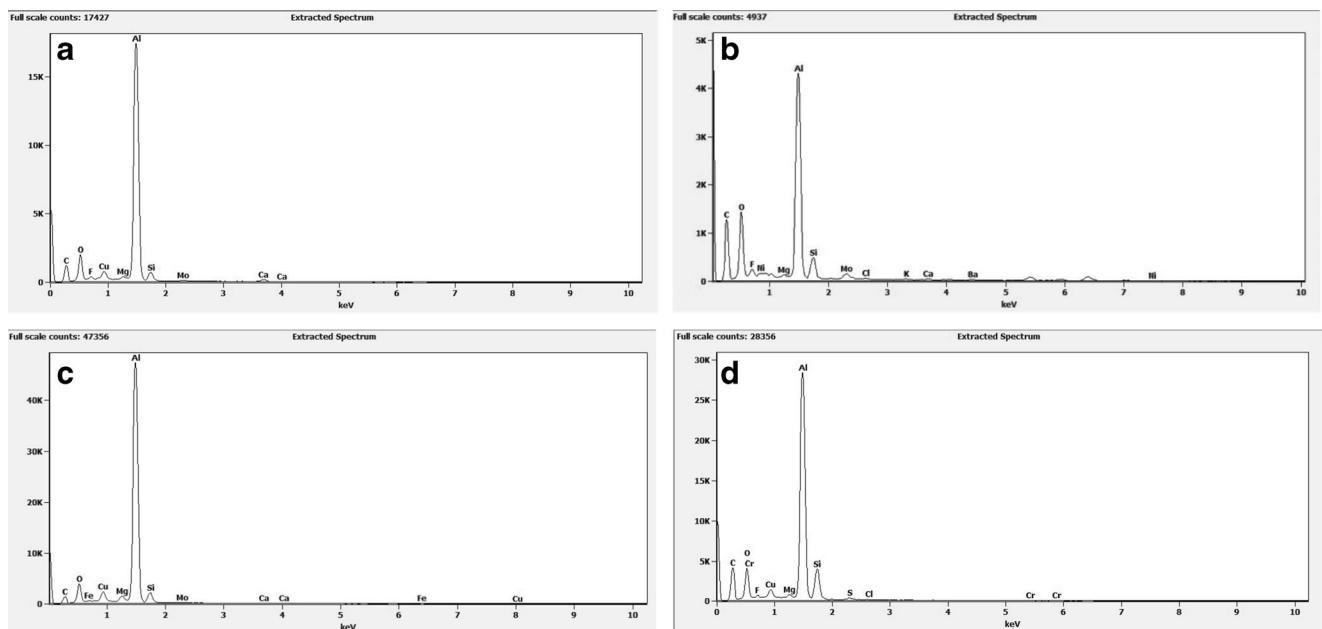 Full scale counts: 17427 Extracted Spectrum
a
Al
15K
10K
5K
C O F Cu Mg Si Mo Ca Ca
0
0 1 2 3 4 5 6 7 8 9 10
keV
Full scale counts: 4937 Extracted Spectrum
b
5K
Al
4K
3K
2K
1K
C O F Ni Mg Si Mo Cl K Ca Ba Ni
0
1 2 3 4 5 6 7 8 9 10
keV
Full scale counts: 47356 Extracted Spectrum
c
Al
40K
30K
20K
10K
C O Fe Cu Mg Si Mo Ca Ca Fe Cu
0
0 1 2 3 4 5 6 7 8 9 10
keV
Full scale counts: 28356 Extracted Spectrum
d
30K
Al
25K
20K
15K
10K
5K
C O Cr F Cu Mg Si S Cl Cr Cr
0
0 1 2 3 4 5 6 7 8 9 10
keV